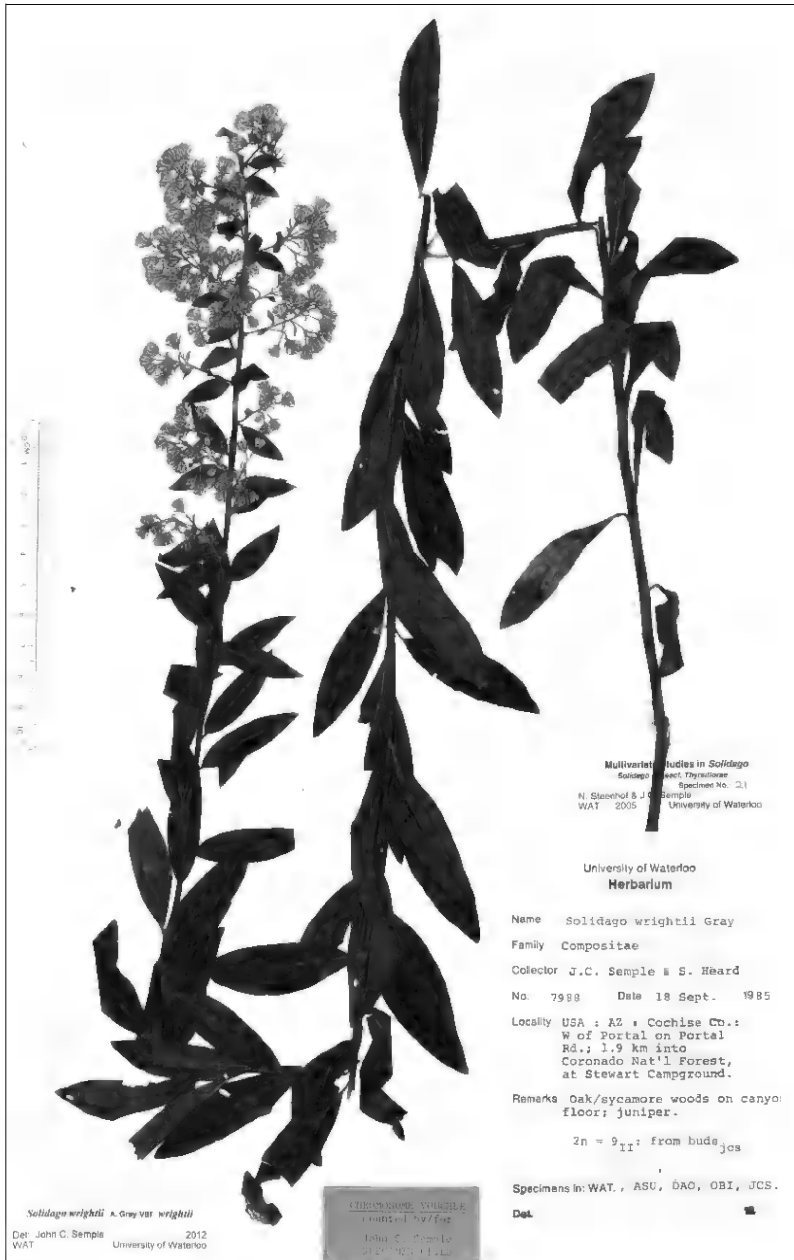 Multivariate Studies in Solidago
Solidago subsect. Thyrsiflorae
Specimen No. 21
N. Steenhof & J.C. Semple
WAT 2005 University of Waterloo
University of Waterloo
Herbarium
Name Solidago wrightii Gray
Family Compositae
Collector J.C. Semple & S. Heard
No. 7988 Date 18 Sept. 1985
Locality USA : AZ : Cochise Co.:
W of Portal on Portal
Rd.; 1.9 km into
Coronado Nat'l Forest,
at Stewart Campground.
Remarks Oak/sycamore woods on canyo
floor; juniper.
2n = 9II; from buds jcs
Specimens in: WAT., ASU, DAO, OBI, JCS.
Det.
Solidago wrightii A. Gray var wrightii
Det: John C. Semple 2012
WAT University of Waterloo
CHROMOSOME VOUCHER
counted by/for
John C. Semple